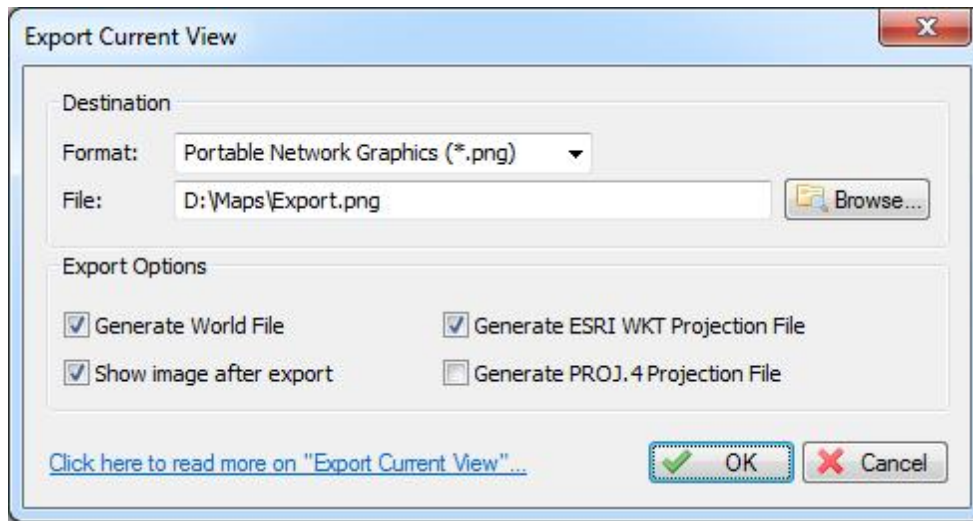 Export Current View
Destination
Format: Portable Network Graphics (*.png)
File: D:\Maps\Export.png Browse...
Export Options
Generate World File Generate ESRI WKT Projection File
Show image after export Generate PROJ.4 Projection File
Click here to read more on "Export Current View"... OK Cancel